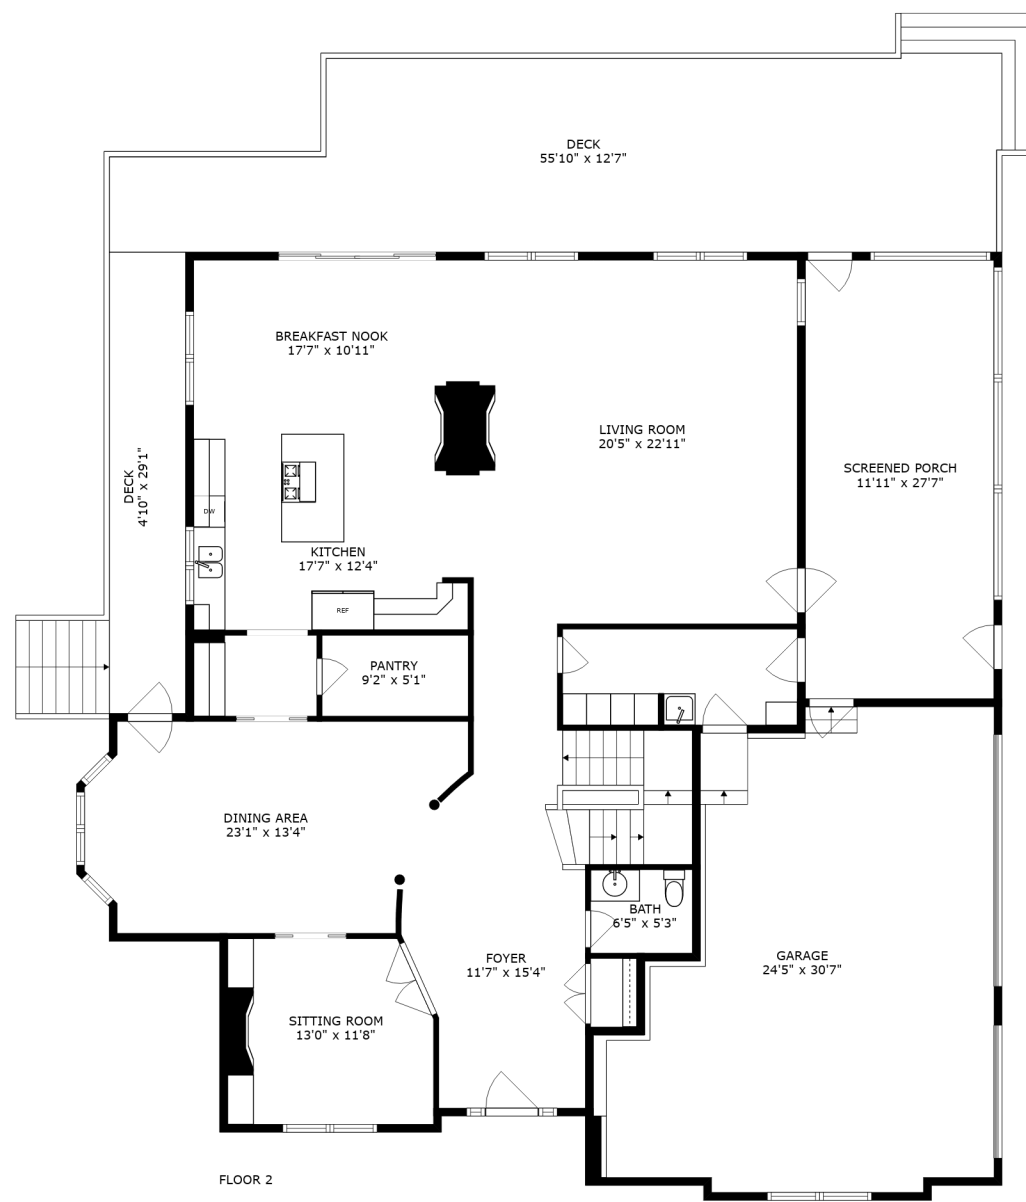 DECK
55'10" x 12'7"
BREAKFAST NOOK
17'7" x 10'11"
LIVING ROOM
20'5" x 22'11"
SCREENED PORCH
11'11" x 27'7"
DECK
4'10" x 29'1"
DW
KITCHEN
17'7" x 12'4"
REF
PANTRY
9'2" x 5'1"
DINING AREA
23'1" x 13'4"
BATH
6'5" x 5'3"
FOYER
11'7" x 15'4"
GARAGE
24'5" x 30'7"
SITTING ROOM
13'0" x 11'8"
FLOOR 2